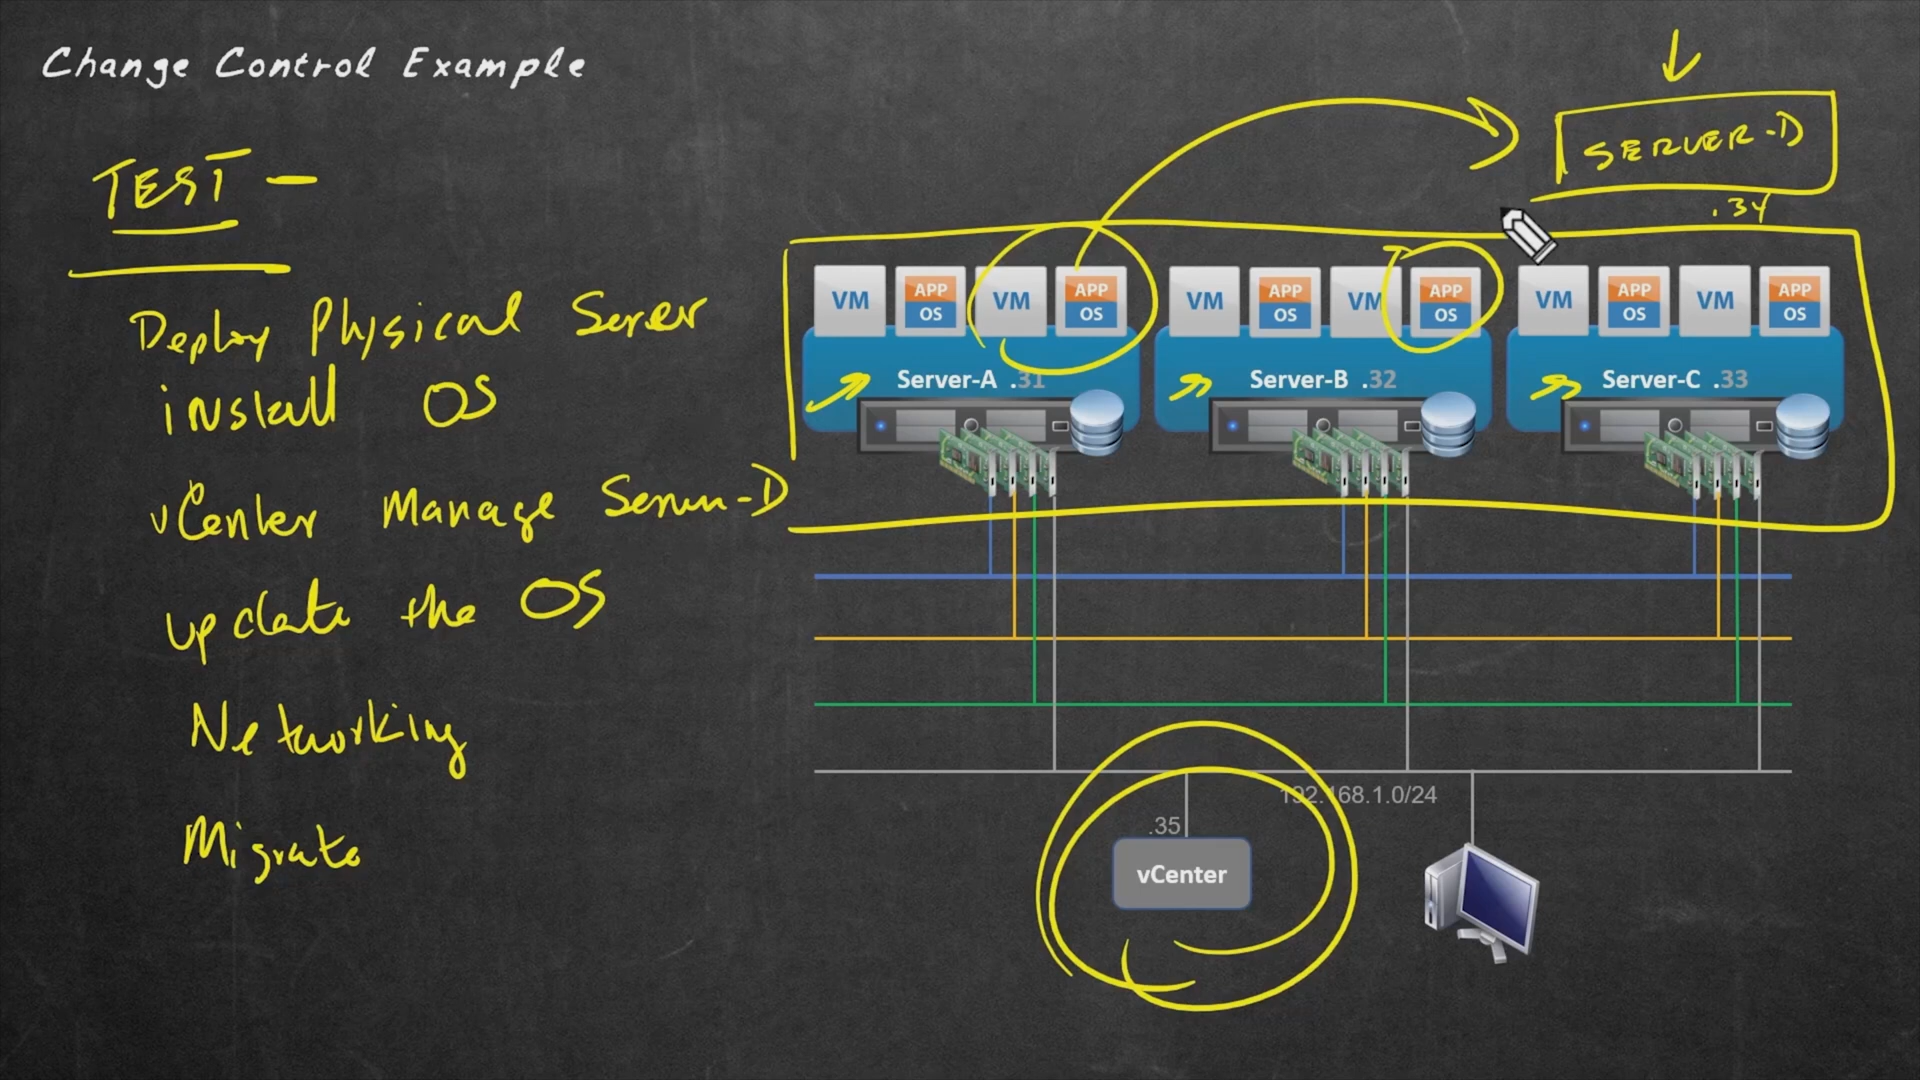 Change Control Example
TEST -
SERVER-D
.34
Deploy Physical Server
install OS
vCenter Manage Server-D
update the OS
Networking
Migrate
VM APP OS VM APP OS VM APP OS VM APP OS VM APP OS VM APP OS
Server-A .31 Server-B .32 Server-C .33
192.168.1.0/24
.35
vCenter